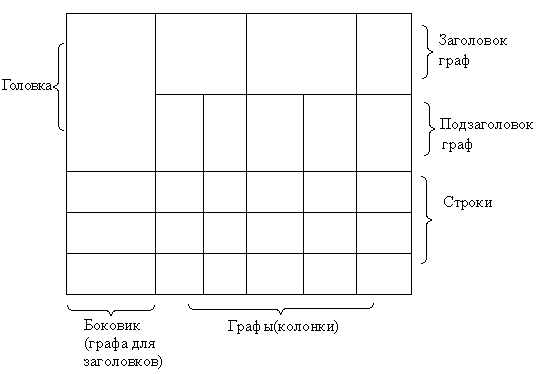 Заголовок
граф
Головка
Подзаголовок
граф
Строки
Боковик
(графа для
заголовков)
Графы(колонки)